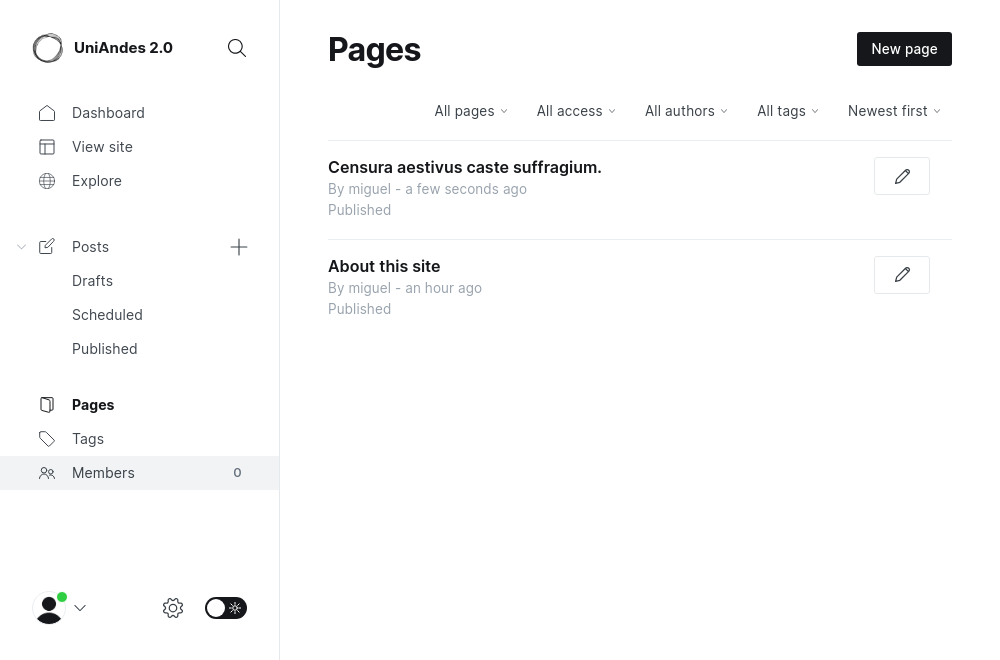 UniAndes 2.0
Dashboard
View site
Explore
Posts
Drafts
Scheduled
Published
Pages
Tags
Members 0
Pages
New page
All pages All access All authors All tags Newest first
Censura aestivus caste suffragium.
By miguel - a few seconds ago
Published
About this site
By miguel - an hour ago
Published